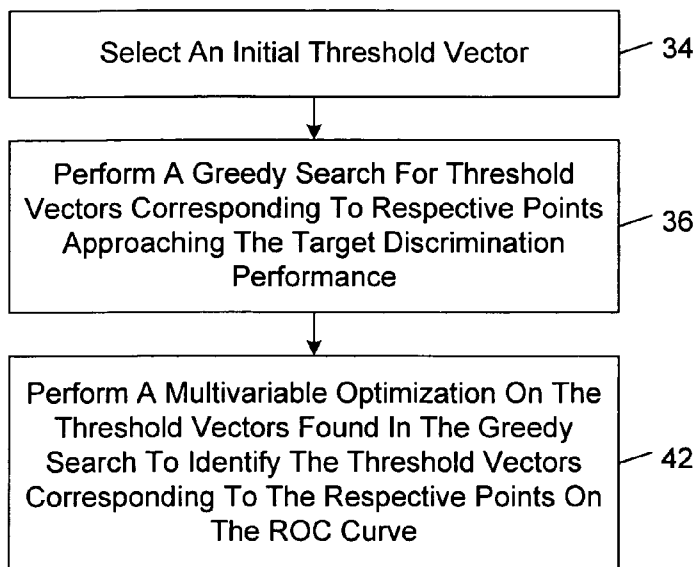 Select An Initial Threshold Vector
34
Perform A Greedy Search For Threshold
Vectors Corresponding To Respective Points
Approaching The Target Discrimination
Performance
36
Perform A Multivariable Optimization On The
Threshold Vectors Found In The Greedy
Search To Identify The Threshold Vectors
Corresponding To The Respective Points On
The ROC Curve
42